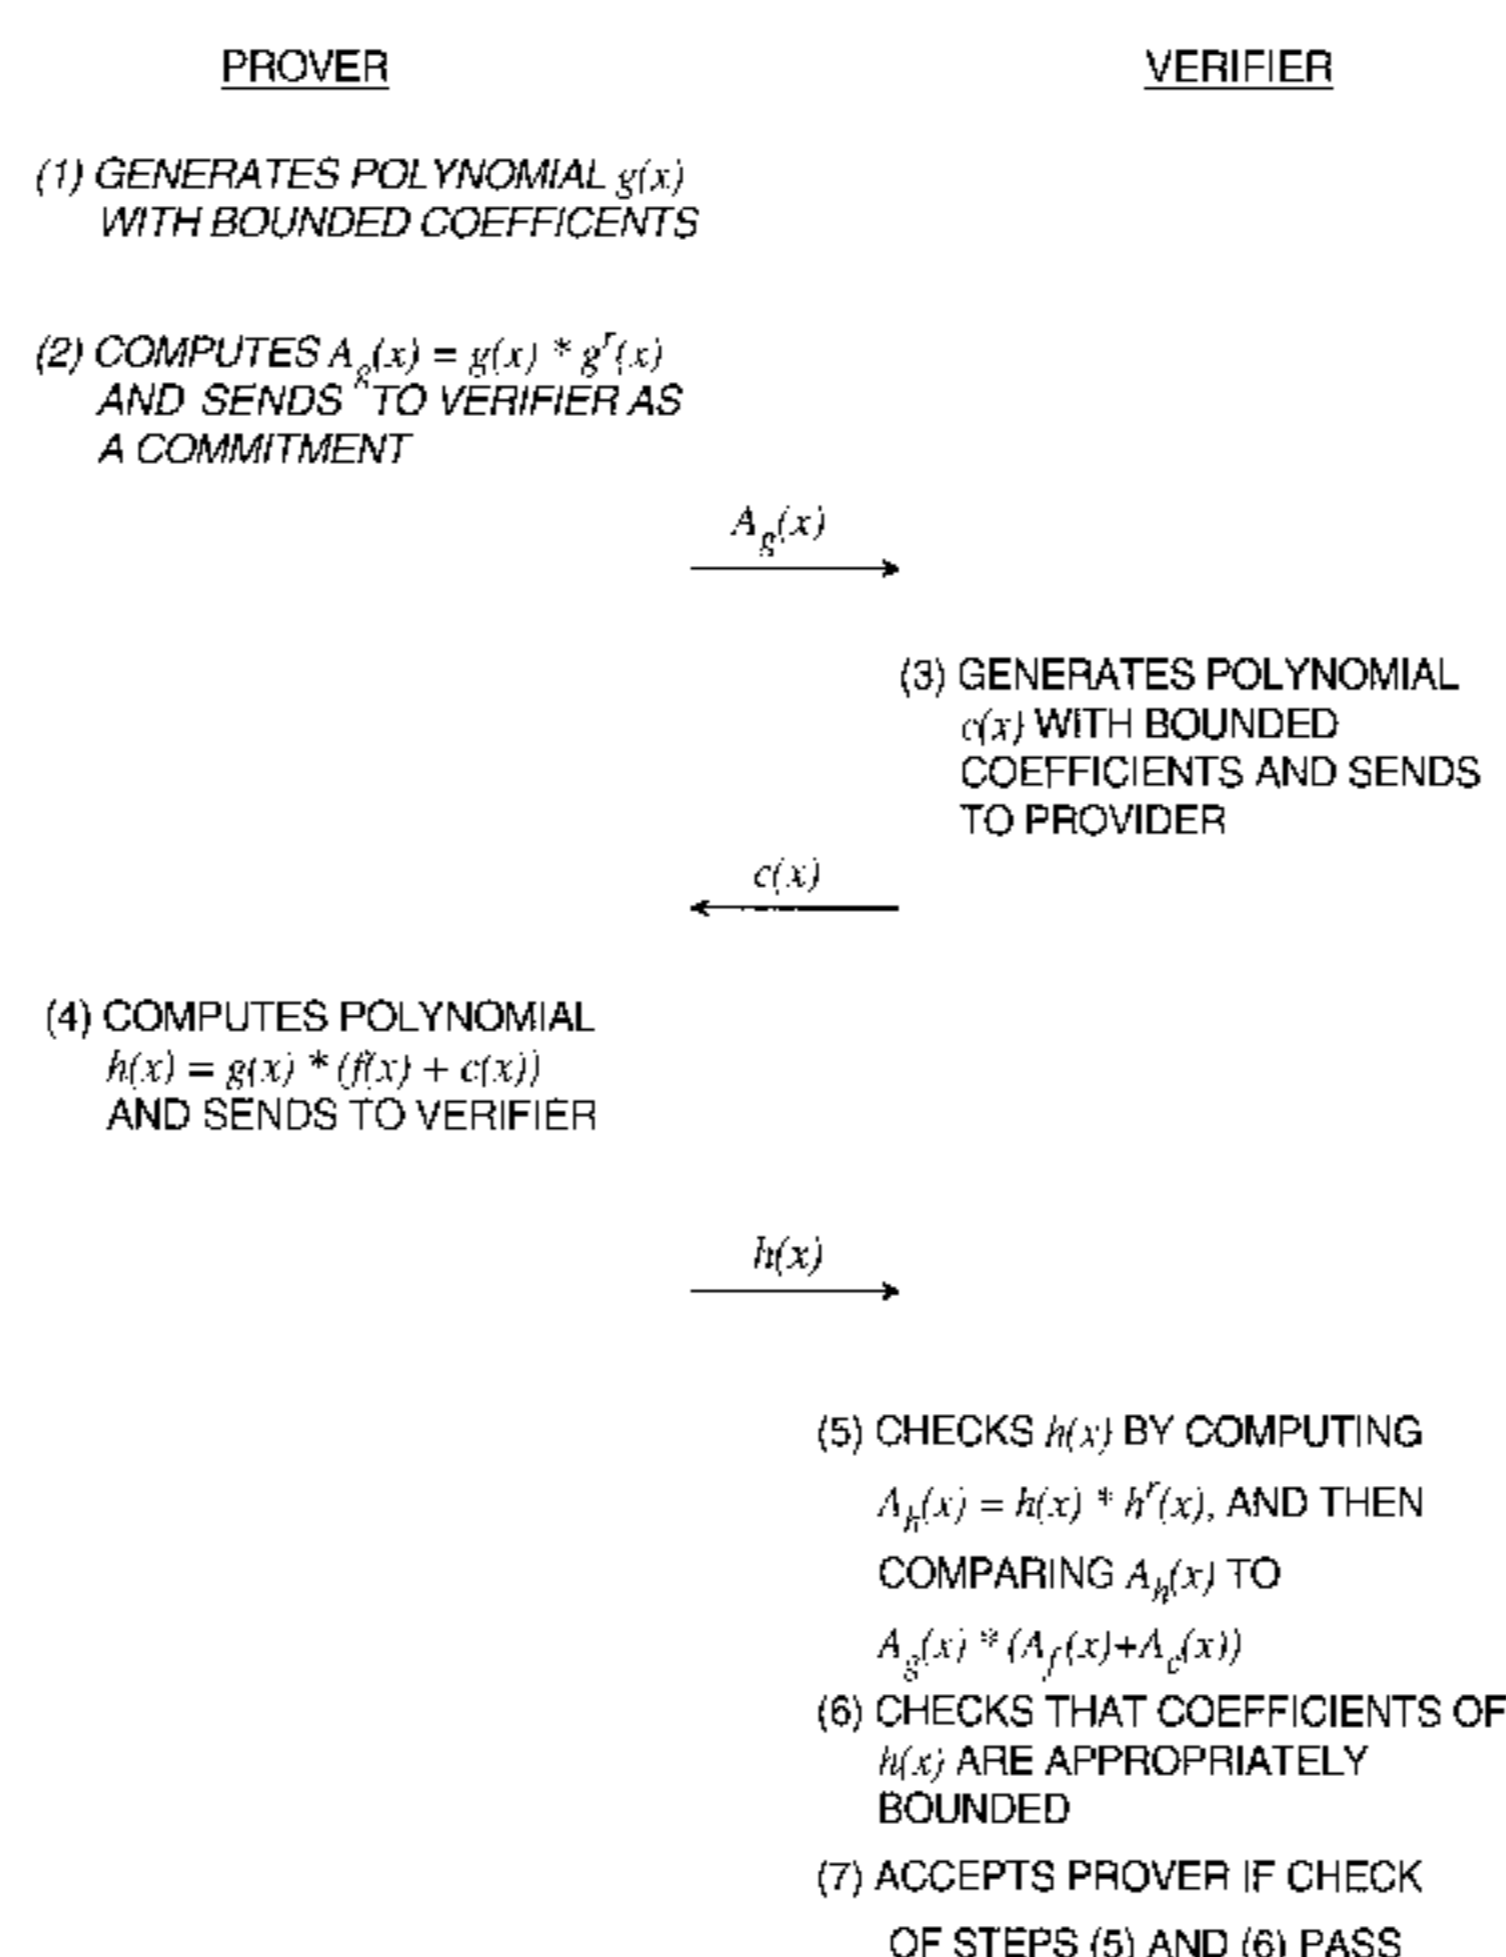 PROVER
VERIFIER
(1) GENERATES POLYNOMIAL g(x)
WITH BOUNDED COEFFICENTS
(2) COMPUTES A_g(x) = g(x) * g^r(x)
AND SENDS TO VERIFIER AS
A COMMITMENT
A_g(x)
(3) GENERATES POLYNOMIAL
c(x) WITH BOUNDED
COEFFICIENTS AND SENDS
TO PROVIDER
c(x)
(4) COMPUTES POLYNOMIAL
h(x) = g(x) * (f(x) + c(x))
AND SENDS TO VERIFIER
h(x)
(5) CHECKS h(x) BY COMPUTING
A_h(x) = h(x) * h^r(x), AND THEN
COMPARING A_h(x) TO
A_g(x) * (A_f(x)+A_c(x))
(6) CHECKS THAT COEFFICIENTS OF
h(x) ARE APPROPRIATELY
BOUNDED
(7) ACCEPTS PROVER IF CHECK
OF STEPS (5) AND (6) PASS